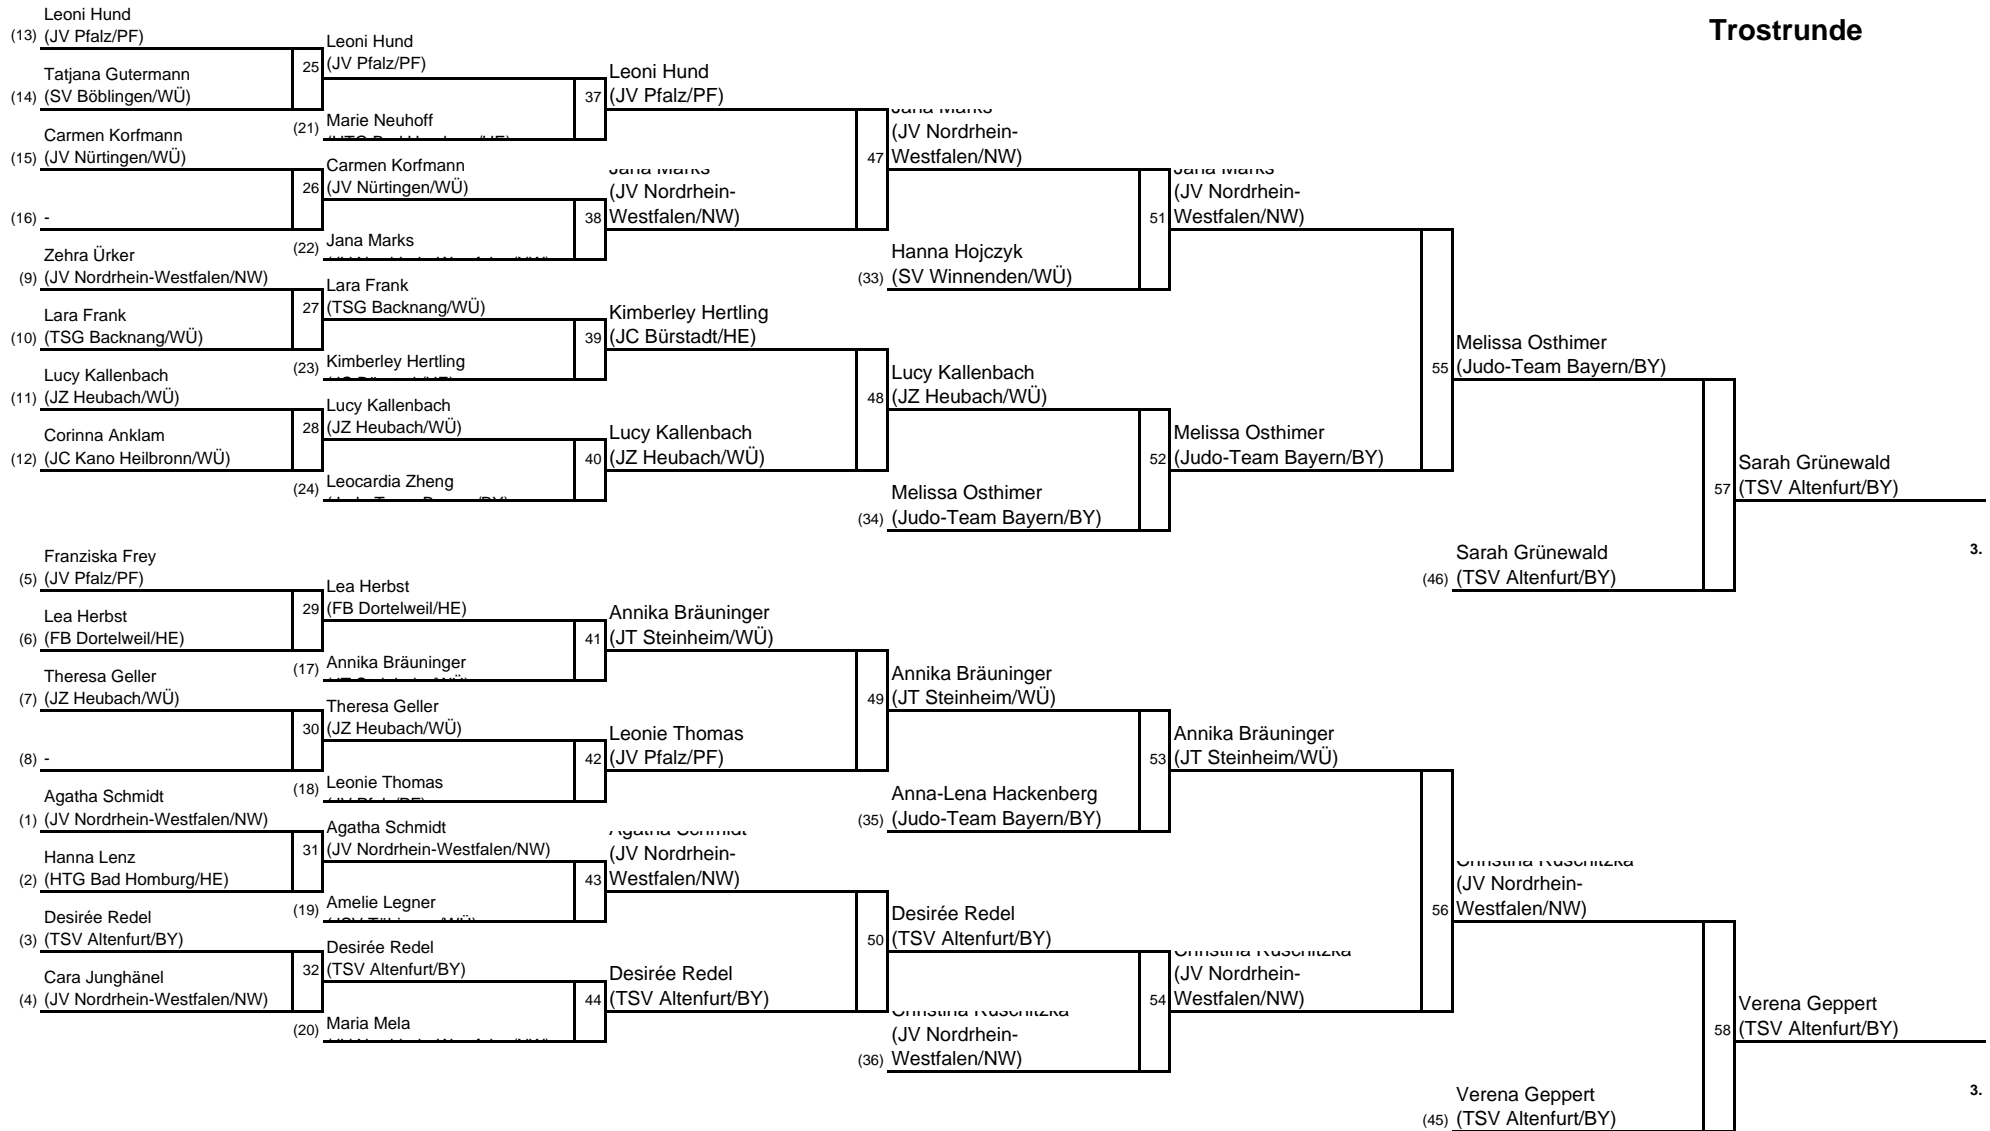 Trostrunde
Leoni Hund
(13) (JV Pfalz/PF)
Tatjana Gutermann
(14) (SV Böblingen/WÜ)
Carmen Korfmann
(15) (JV Nürtingen/WÜ)
(16) -
Zehra Ürker
(9) (JV Nordrhein-Westfalen/NW)
Lara Frank
(10) (TSG Backnang/WÜ)
Lucy Kallenbach
(11) (JZ Heubach/WÜ)
Corinna Anklam
(12) (JC Kano Heilbronn/WÜ)
Franziska Frey
(5) (JV Pfalz/PF)
Lea Herbst
(6) (FB Dortelweil/HE)
Theresa Geller
(7) (JZ Heubach/WÜ)
(8) -
Agatha Schmidt
(1) (JV Nordrhein-Westfalen/NW)
Hanna Lenz
(2) (HTG Bad Homburg/HE)
Desirée Redel
(3) (TSV Altenfurt/BY)
Cara Junghänel
(4) (JV Nordrhein-Westfalen/NW)
Leoni Hund
25 (JV Pfalz/PF)
(21) Marie Neuhoff
Carmen Korfmann
26 (JV Nürtingen/WÜ)
(22) Jana Marks
Lara Frank
27 (TSG Backnang/WÜ)
(23) Kimberley Hertling
Lucy Kallenbach
28 (JZ Heubach/WÜ)
(24) Leocardia Zheng
Lea Herbst
29 (FB Dortelweil/HE)
(17) Annika Bräuninger
Theresa Geller
30 (JZ Heubach/WÜ)
(18) Leonie Thomas
Agatha Schmidt
31 (JV Nordrhein-Westfalen/NW)
(19) Amelie Legner
Desirée Redel
32 (TSV Altenfurt/BY)
(20) Maria Mela
Leoni Hund
37 (JV Pfalz/PF)
Jana Marks
(JV Nordrhein-
38 Westfalen/NW)
Kimberley Hertling
39 (JC Bürstadt/HE)
Lucy Kallenbach
40 (JZ Heubach/WÜ)
Annika Bräuninger
41 (JT Steinheim/WÜ)
Leonie Thomas
42 (JV Pfalz/PF)
Agatha Schmidt
(JV Nordrhein-
43 Westfalen/NW)
Desirée Redel
44 (TSV Altenfurt/BY)
Jana Marks
(JV Nordrhein-
47 Westfalen/NW)
Hanna Hojczyk
(33) (SV Winnenden/WÜ)
Lucy Kallenbach
48 (JZ Heubach/WÜ)
Melissa Osthimer
(34) (Judo-Team Bayern/BY)
Annika Bräuninger
49 (JT Steinheim/WÜ)
Anna-Lena Hackenberg
(35) (Judo-Team Bayern/BY)
Desirée Redel
50 (TSV Altenfurt/BY)
Christina Ruschitzka
(JV Nordrhein-
(36) Westfalen/NW)
Jana Marks
(JV Nordrhein-
51 Westfalen/NW)
Melissa Osthimer
52 (Judo-Team Bayern/BY)
Annika Bräuninger
53 (JT Steinheim/WÜ)
Christina Ruschitzka
(JV Nordrhein-
54 Westfalen/NW)
Melissa Osthimer
55 (Judo-Team Bayern/BY)
Sarah Grünewald
(46) (TSV Altenfurt/BY)
Christina Ruschitzka
(JV Nordrhein-
56 Westfalen/NW)
Verena Geppert
(45) (TSV Altenfurt/BY)
Sarah Grünewald
57 (TSV Altenfurt/BY)
3.
Verena Geppert
58 (TSV Altenfurt/BY)
3.